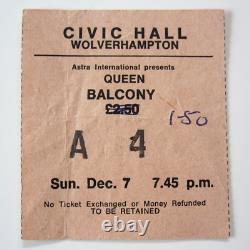 CIVIC HALL
WOLVERHAMPTON
Astra International presents
QUEEN
BALCONY
£2.50
1-50
A 4
Sun. Dec. 7 7.45 p.m.
No Ticket Exchanged or Money Refunded
TO BE RETAINED
ebay